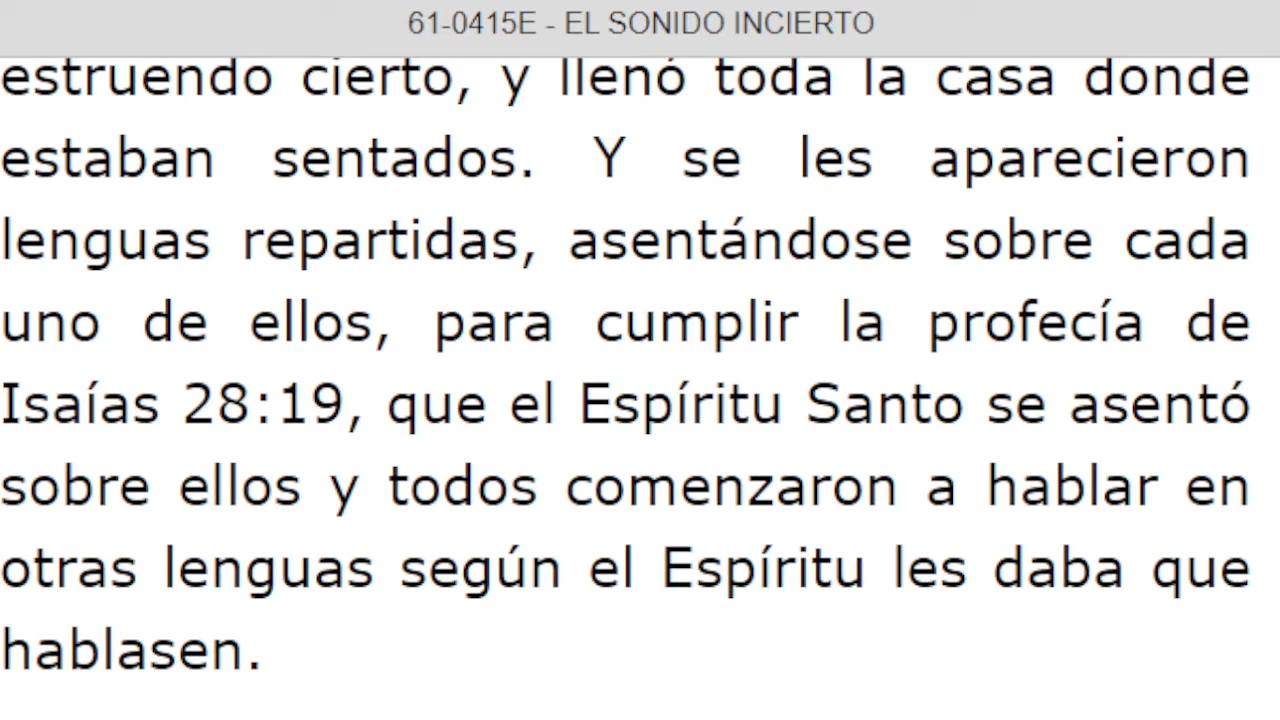 61-0415E - EL SONIDO INCIERTO
estruendo cierto, y llenó toda la casa donde
estaban sentados. Y se les aparecieron
lenguas repartidas, asentándose sobre cada
uno de ellos, para cumplir la profecía de
Isaías 28:19, que el Espíritu Santo se asentó
sobre ellos y todos comenzaron a hablar en
otras lenguas según el Espíritu les daba que
hablasen.